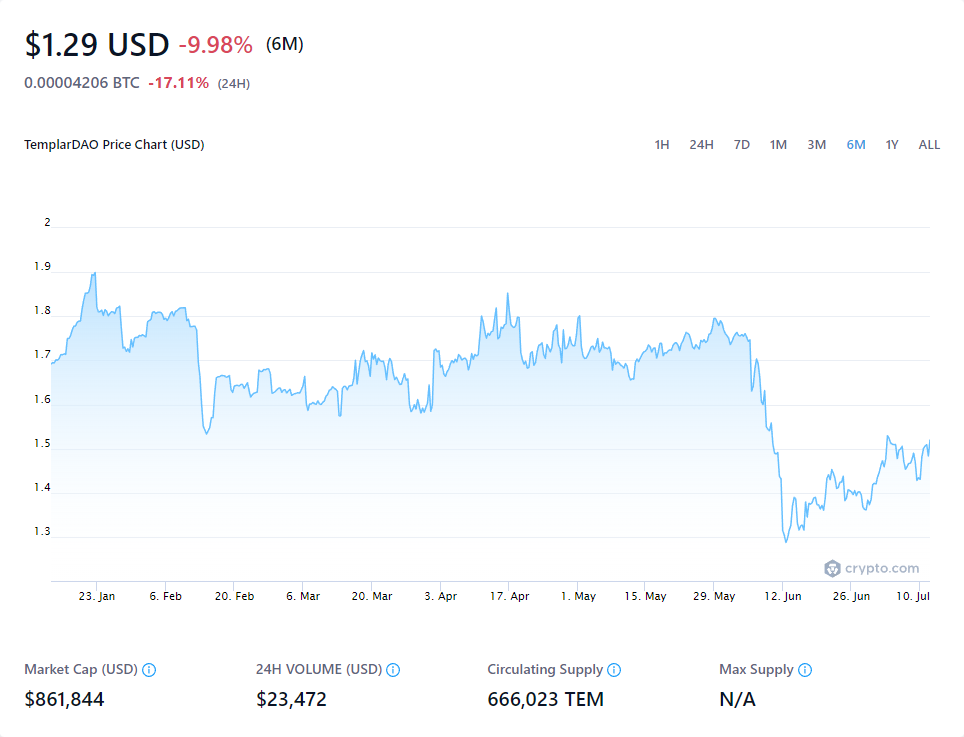 $1.29 USD -9.98% (6M)
0.00004206 BTC -17.11% (24H)
TemplarDAO Price Chart (USD) 1H 24H 7D 1M 3M 6M 1Y ALL
2
1.9
1.8
1.7
1.6
1.5
1.4
1.3
crypto.com
23. Jan 6. Feb 20. Feb 6. Mar 20. Mar 3. Apr 17. Apr 1. May 15. May 29. May 12. Jun 26. Jun 10. Jul
Market Cap (USD) 24H VOLUME (USD) Circulating Supply Max Supply
$861,844 $23,472 666,023 TEM N/A